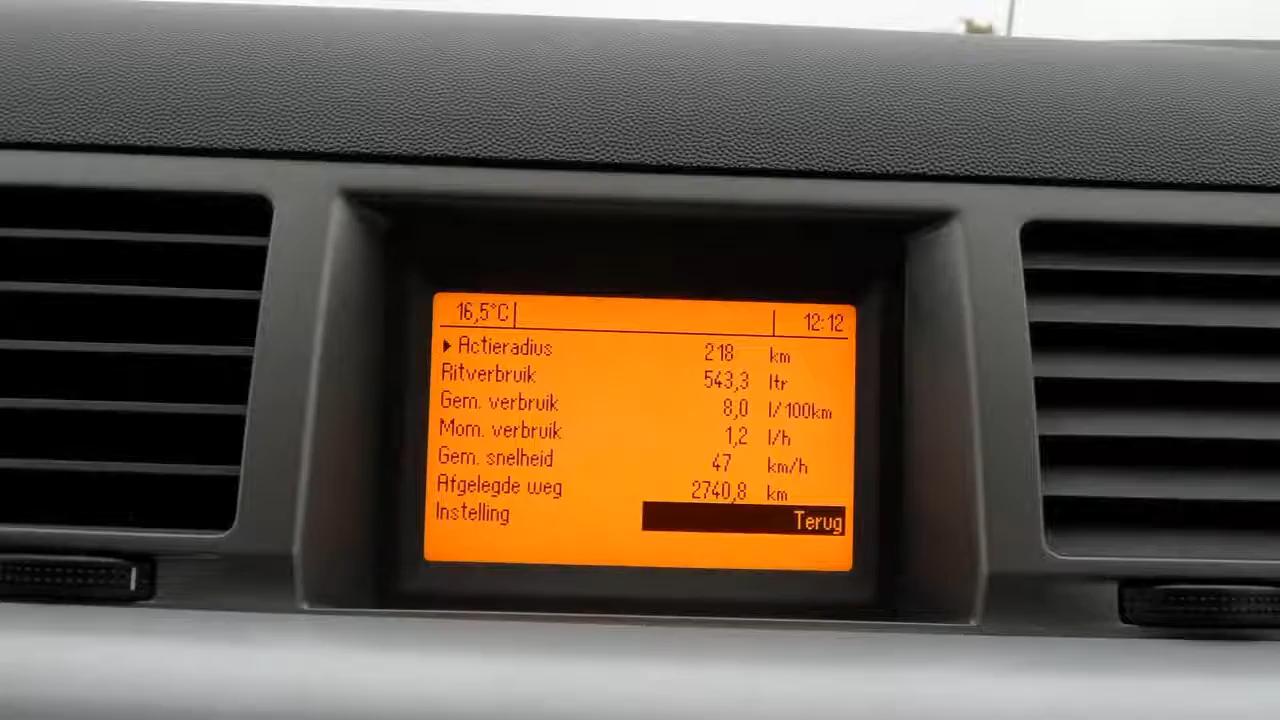 16,5°C 12:12
Actieradius 218 km
Ritverbruik 543,3 ltr
Gem. verbruik 8,0 l/100km
Mom. verbruik 1,2 l/h
Gem. snelheid 47 km/h
Afgelegde weg 2740,8 km
Instelling Terug